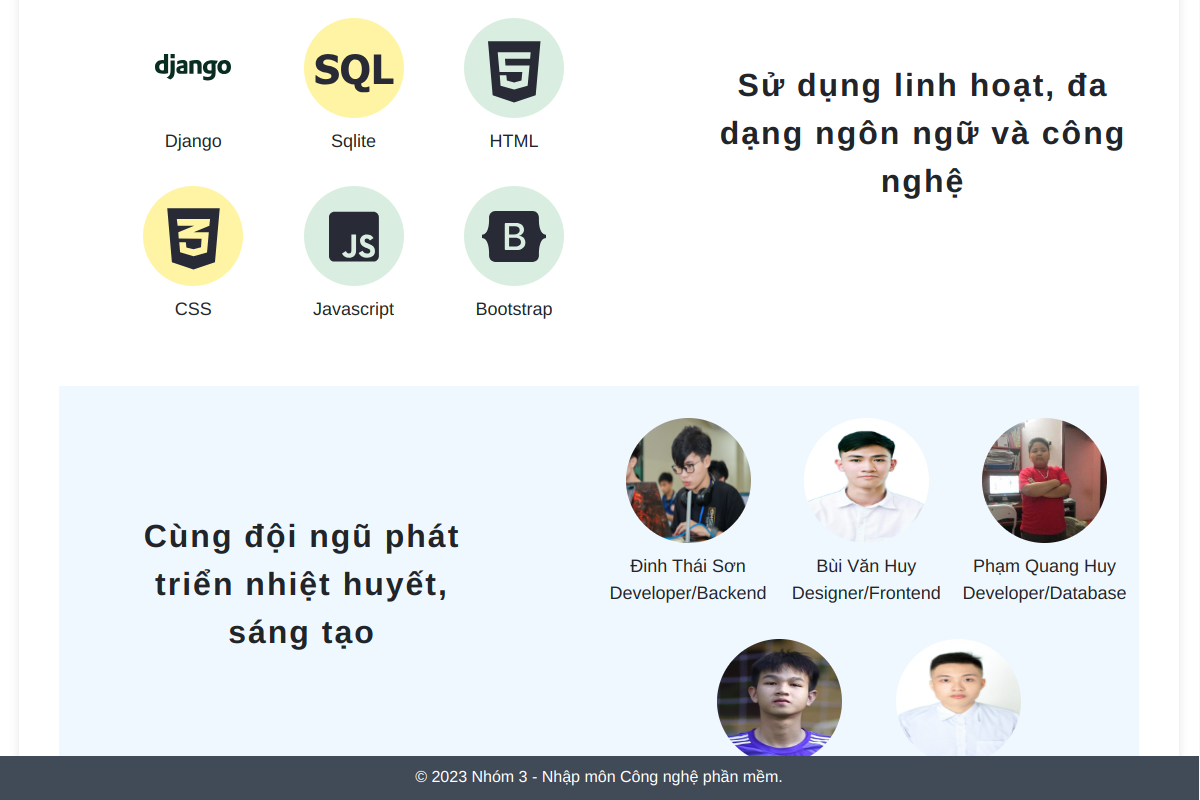 django
SQL
5
Django
Sqlite
HTML
Sử dụng linh hoạt, đa
dạng ngôn ngữ và công
nghệ
3
JS
B
CSS
Javascript
Bootstrap
Cùng đội ngũ phát
triển nhiệt huyết,
sáng tạo
Đinh Thái Sơn
Developer/Backend
Bùi Văn Huy
Designer/Frontend
Phạm Quang Huy
Developer/Database
© 2023 Nhóm 3 - Nhập môn Công nghệ phần mềm.